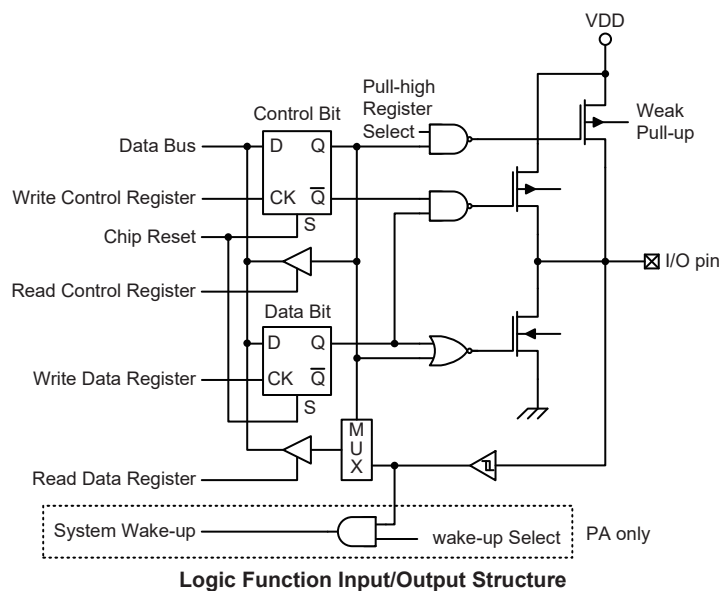 VDD
Pull-high
Register
Select
Weak
Pull-up
Control Bit
Data Bus
D
Q
Write Control Register
CK
Q
S
Chip Reset
I/O pin
Read Control Register
Data Bit
D
Q
Write Data Register
CK
Q
S
M
U
X
Read Data Register
System Wake-up
wake-up Select
PA only
Logic Function Input/Output Structure